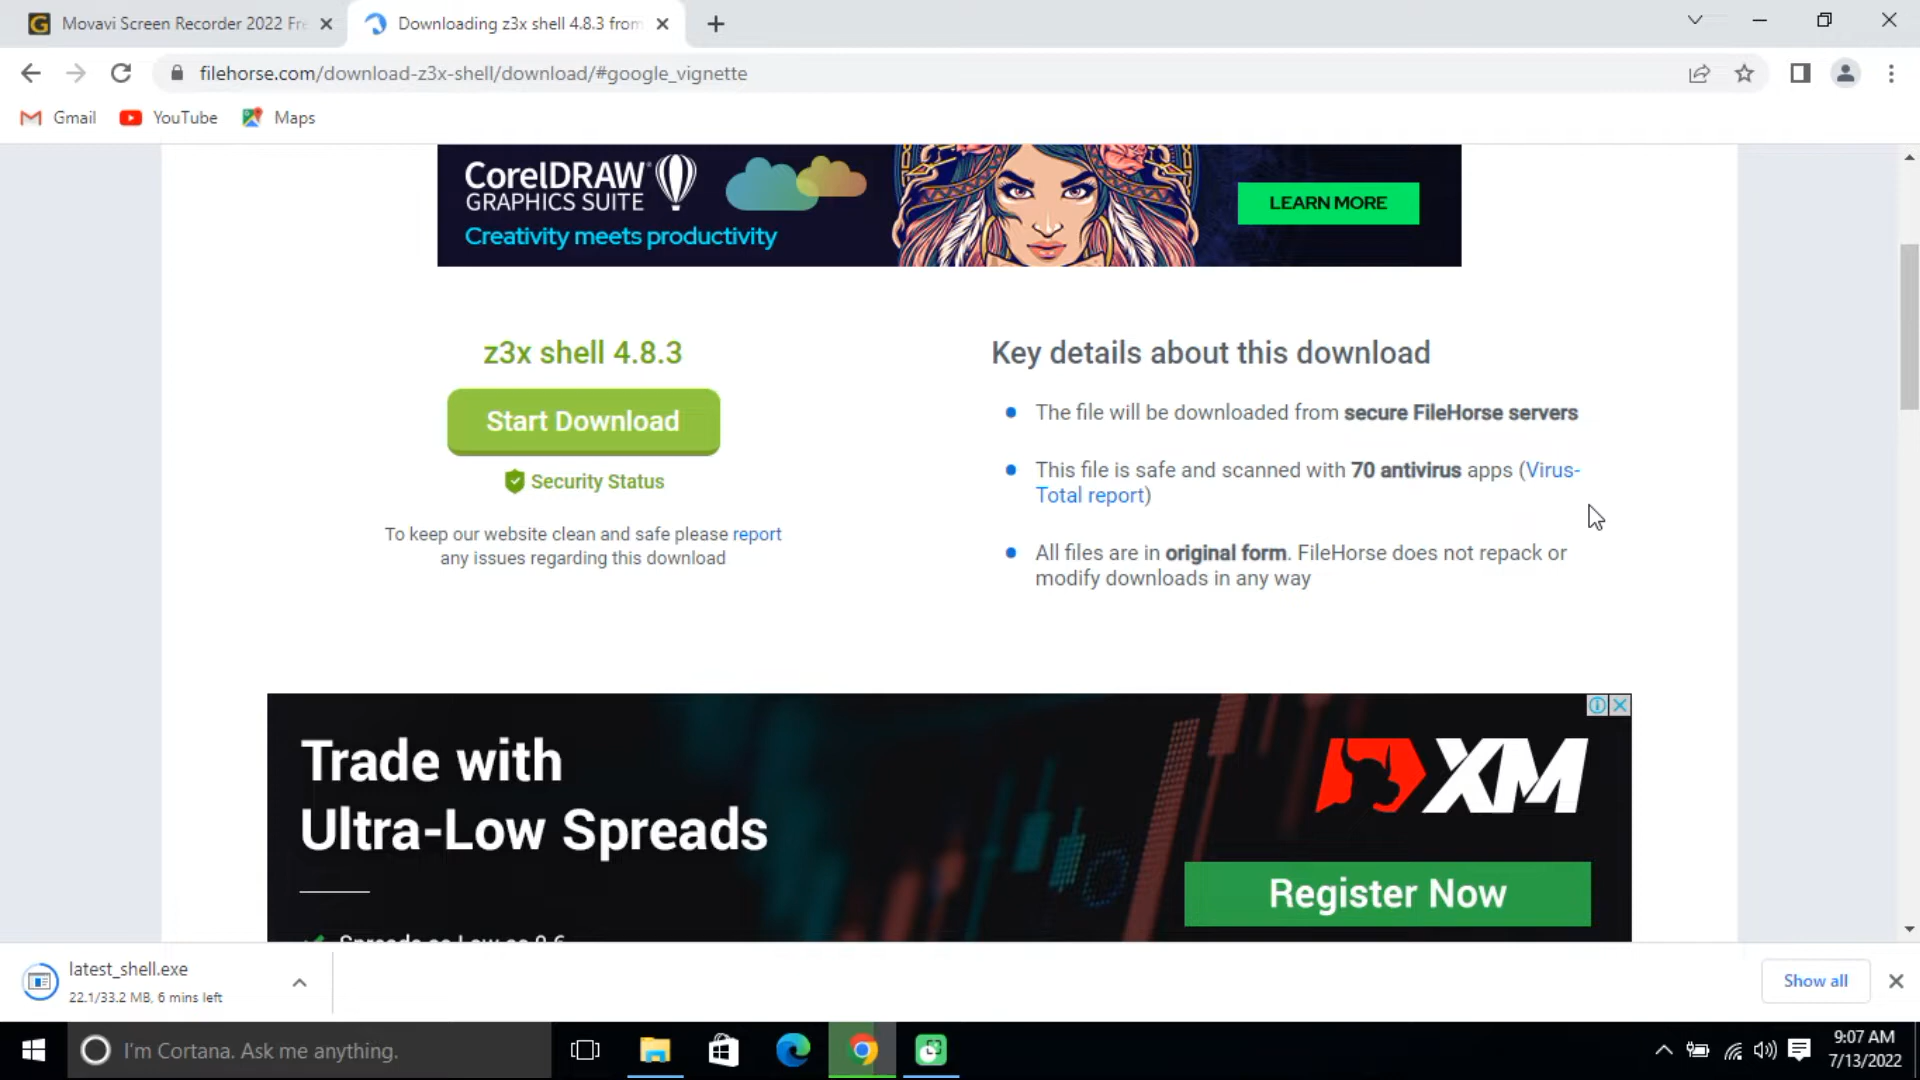 Movavi Screen Recorder 2022 Fre
Downloading z3x shell 4.8.3 from
filehorse.com/download-z3x-shell/download/#google_vignette
Gmail
YouTube
Maps
CorelDRAW
GRAPHICS SUITE
Creativity meets productivity
LEARN MORE
z3x shell 4.8.3
Start Download
Security Status
To keep our website clean and safe please report
any issues regarding this download
Key details about this download
The file will be downloaded from secure FileHorse servers
This file is safe and scanned with 70 antivirus apps (Virus-
Total report)
All files are in original form. FileHorse does not repack or
modify downloads in any way
Trade with
Ultra-Low Spreads
XM
Register Now
latest_shell.exe
22.1/33.2 MB, 6 mins left
Show all
I'm Cortana. Ask me anything.
9:07 AM
7/13/2022